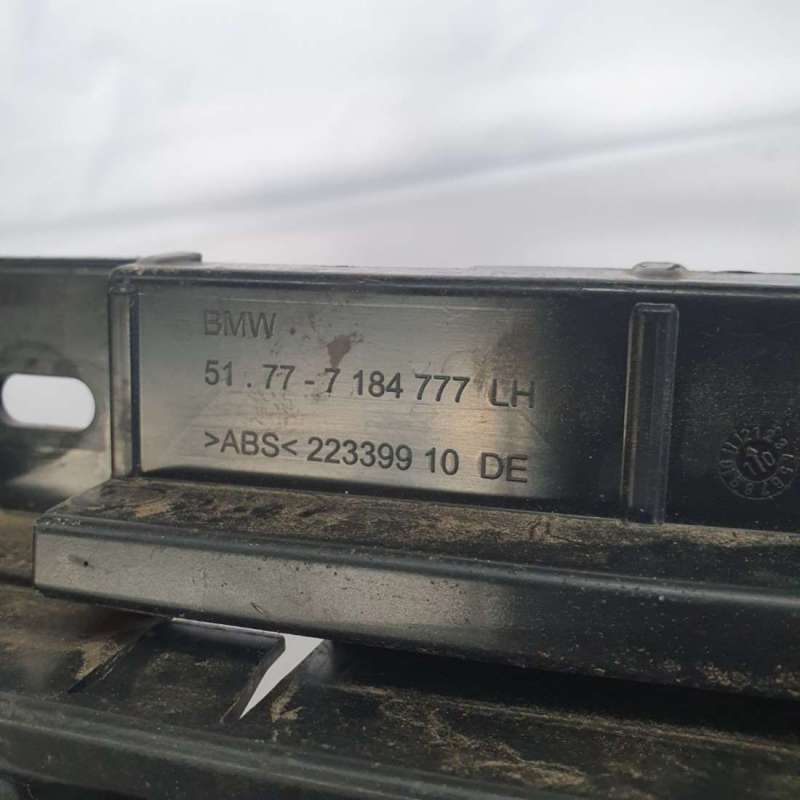 BMW
51 . 77 - 7 184 777 LH
>ABS< 223399 10 DE